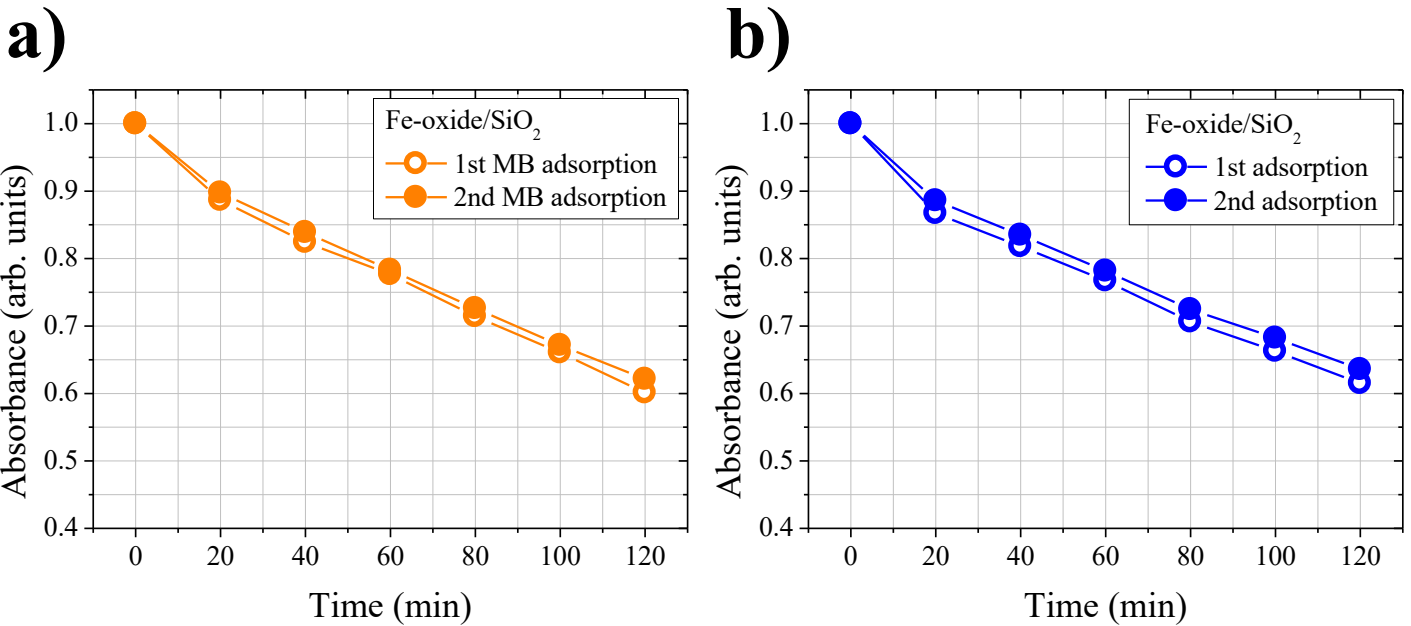 a)
Fe-oxide/SiO2
1st MB adsorption
2nd MB adsorption
Absorbance (arb. units)
1.0
0.9
0.8
0.7
0.6
0.5
0.4
0 20 40 60 80 100 120
Time (min)
b)
Fe-oxide/SiO2
1st adsorption
2nd adsorption
Absorbance (arb. units)
1.0
0.9
0.8
0.7
0.6
0.5
0.4
0 20 40 60 80 100 120
Time (min)